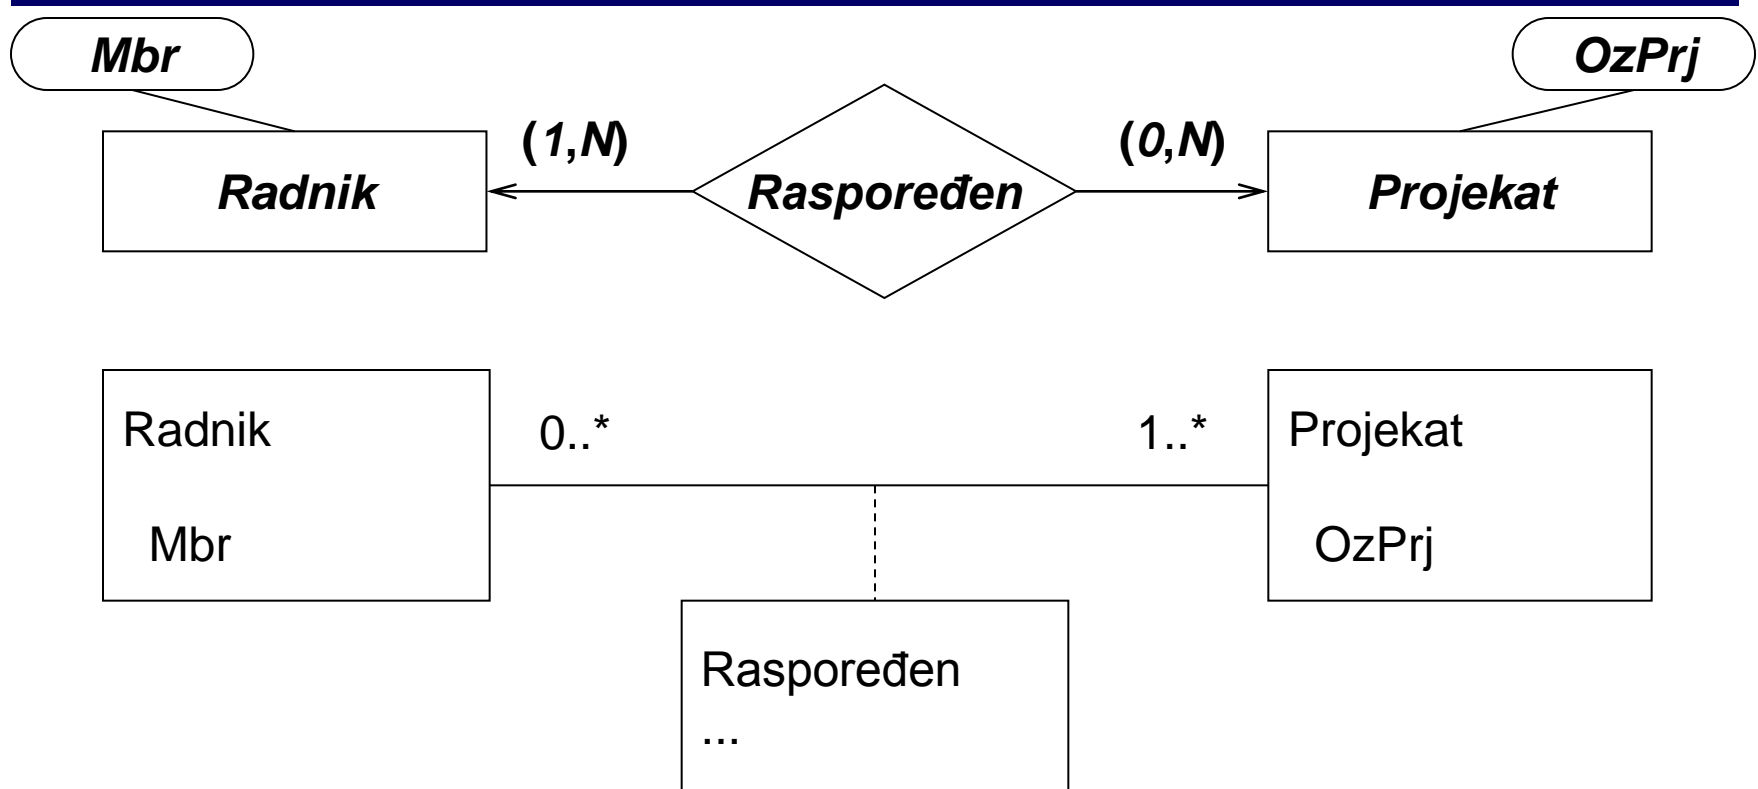 Mbr
OzPrj
(1,N)
(0,N)
Radnik
Raspoređen
Projekat
Radnik
0..*
1..*
Projekat
Mbr
OzPrj
Raspoređen
...